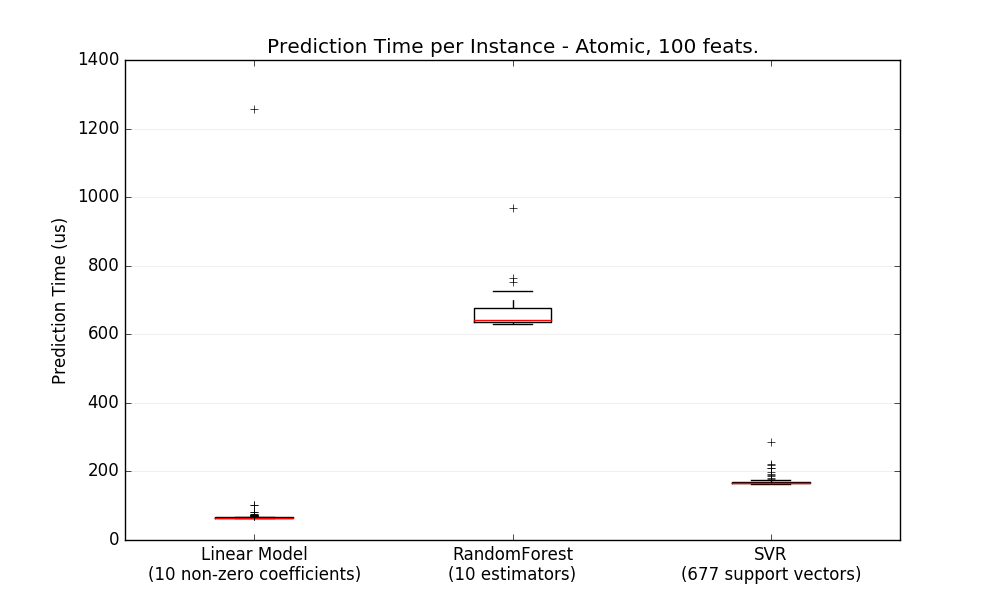 Prediction Time per Instance - Atomic, 100 feats.
1400
1200
1000
800
600
400
200
0
Prediction Time (us)
Linear Model
(10 non-zero coefficients)
RandomForest
(10 estimators)
SVR
(677 support vectors)